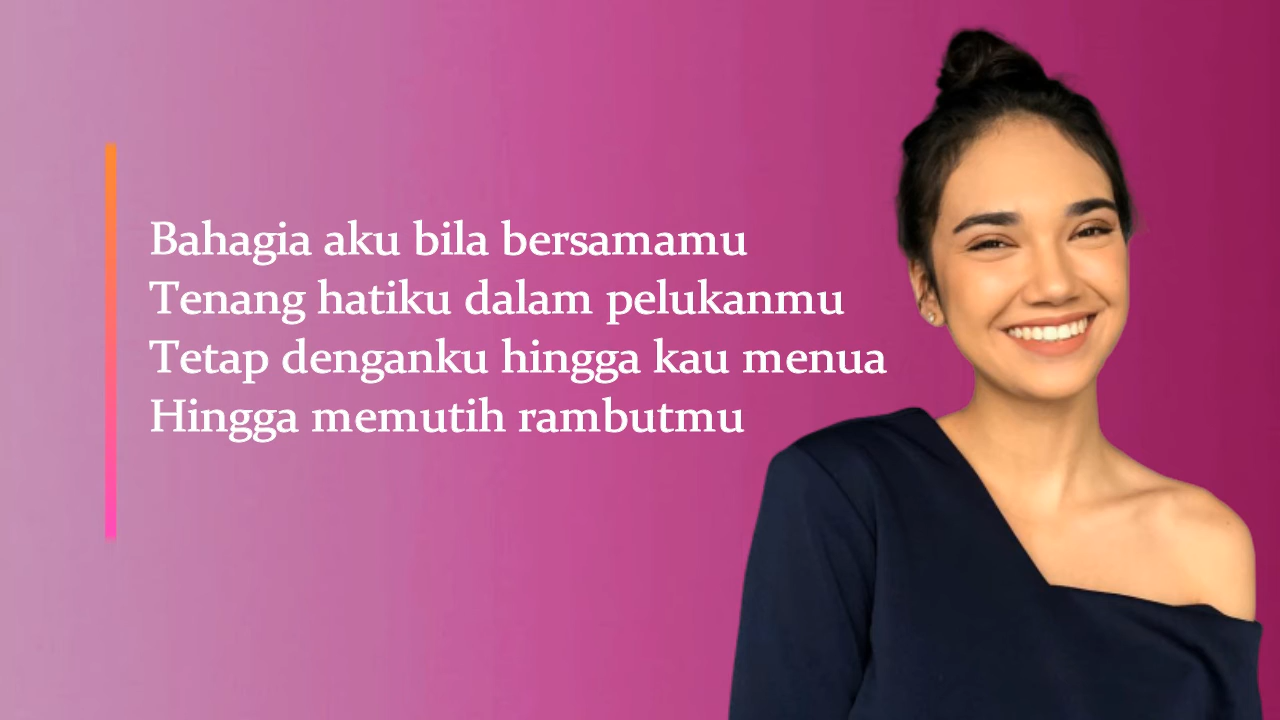 Bahagia aku bila bersamamu
Tenang hatiku dalam pelukanmu
Tetap denganku hingga kau menua
Hingga memutih rambutmu